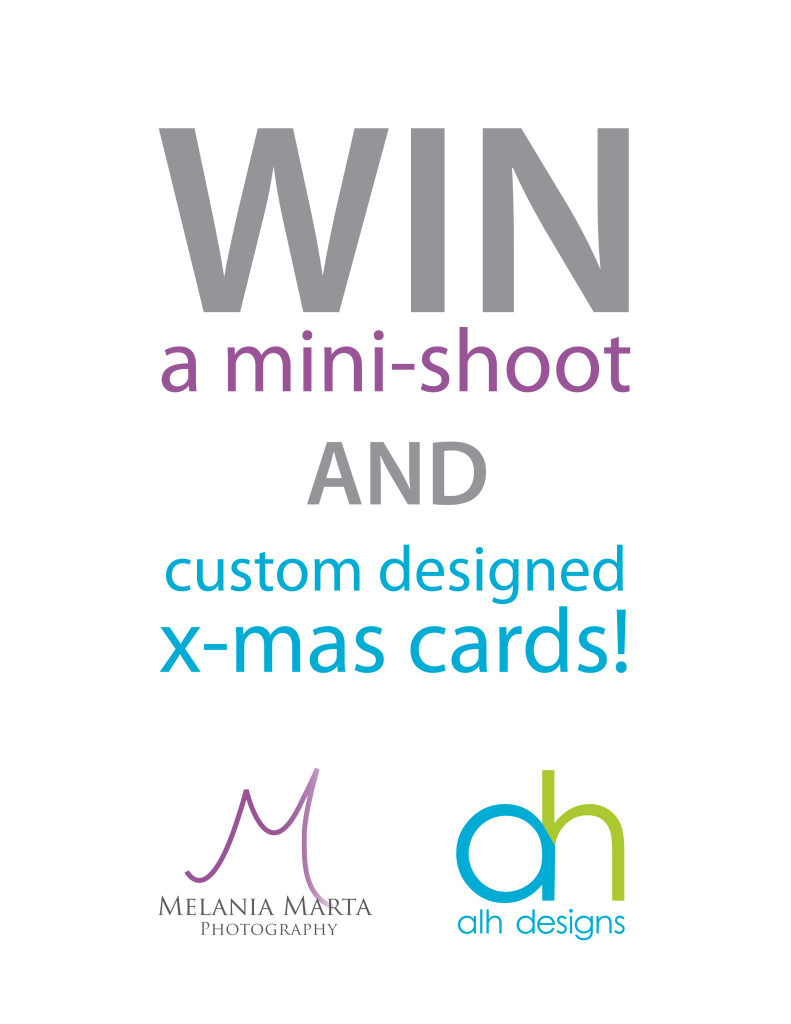 WIN
a mini-shoot
AND
custom designed
x-mas cards!
M
MELANIA MARTA
PHOTOGRAPHY
ah
alh designs